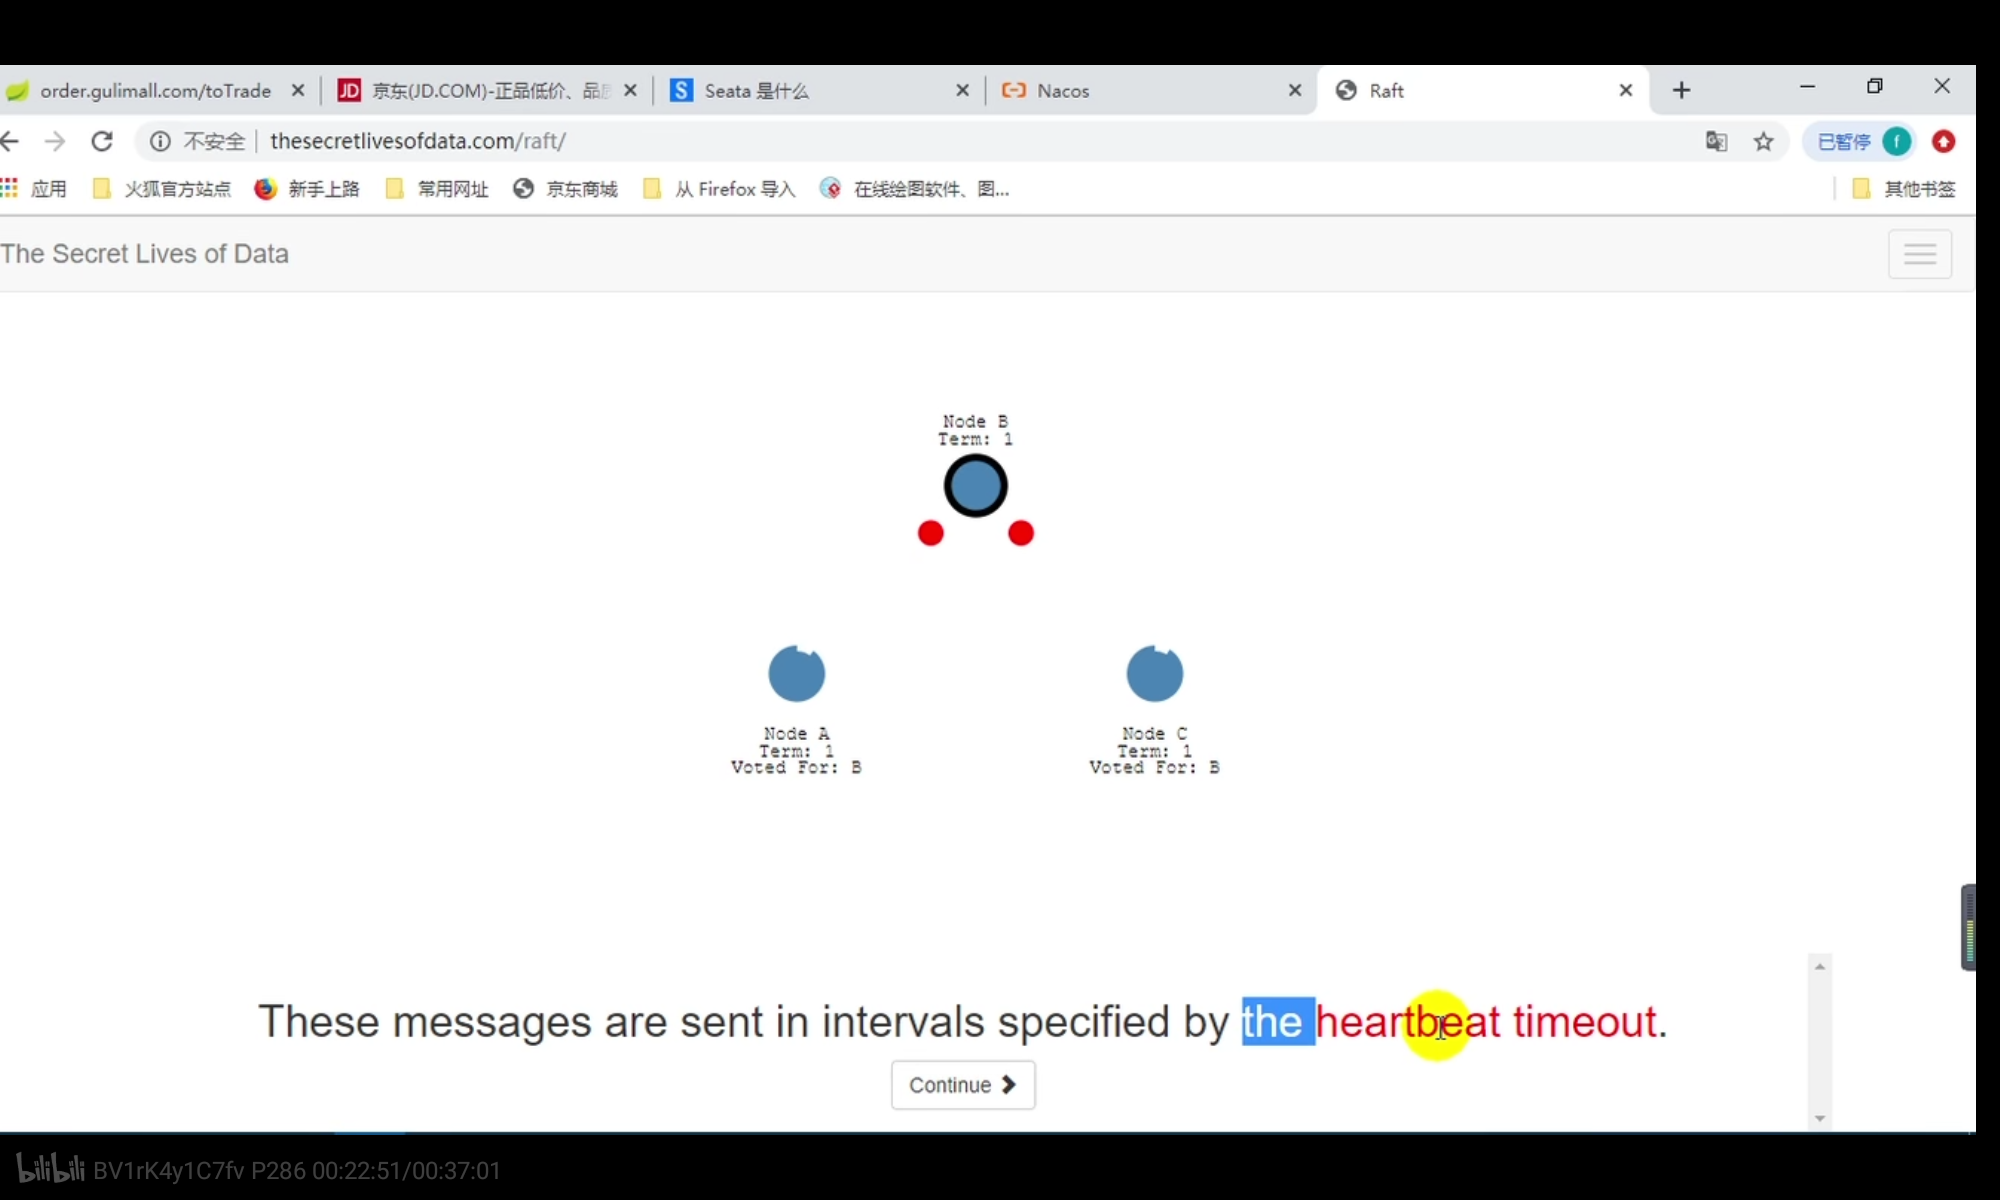 order.gulimall.com/toTrade
JD 京东(JD.COM)-正品低价、品
S Seata 是什么
Nacos
Raft
不安全 thesecretlivesofdata.com/raft/
已暂停 f
应用 火狐官方站点 新手上路 常用网址 京东商城 从 Firefox 导入 在线绘图软件、图... 其他书签
The Secret Lives of Data
Node B
Term: 1
Node A
Term: 1
Voted For: B
Node C
Term: 1
Voted For: B
These messages are sent in intervals specified by the heartbeat timeout.
Continue
bilibili BV1rK4y1C7fv P286 00:22:51/00:37:01